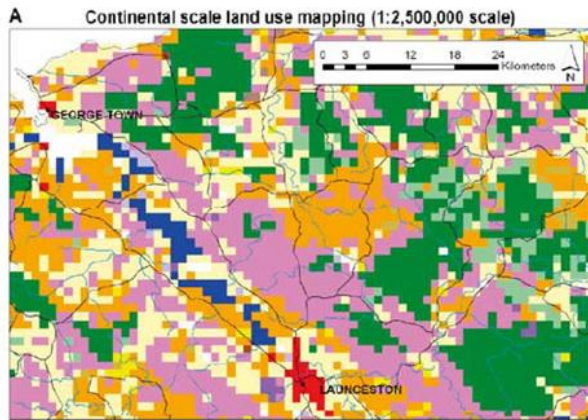 A Continental scale land use mapping (1:2,500,000 scale)
0 3 6 12 18 24
Kilometers
N
GEORGE TOWN
LAUNCESTON